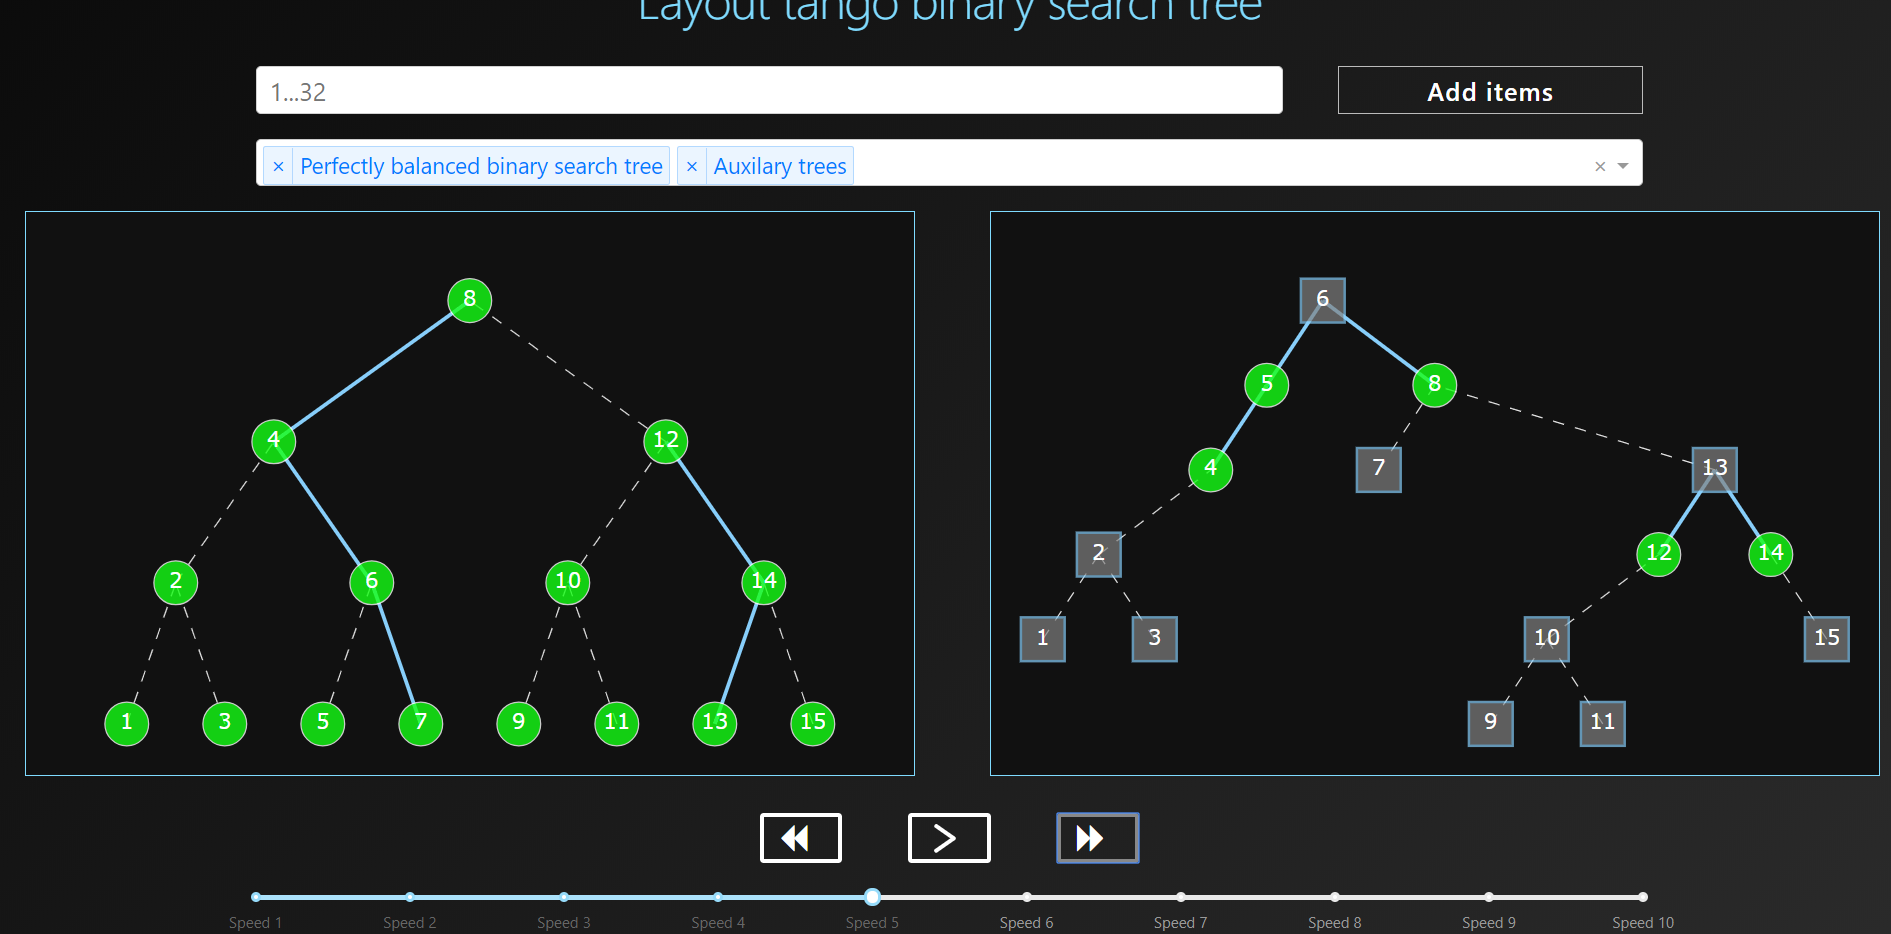 Layout tango binary search tree
1...32
Add items
× Perfectly balanced binary search tree × Auxilary trees ×
8
4 12
2 6 10 14
1 3 5 7 9 11 13 15
6
5 8
4 7 13
2 12 14
1 3 10 15
9 11
Speed 1 Speed 2 Speed 3 Speed 4 Speed 5 Speed 6 Speed 7 Speed 8 Speed 9 Speed 10